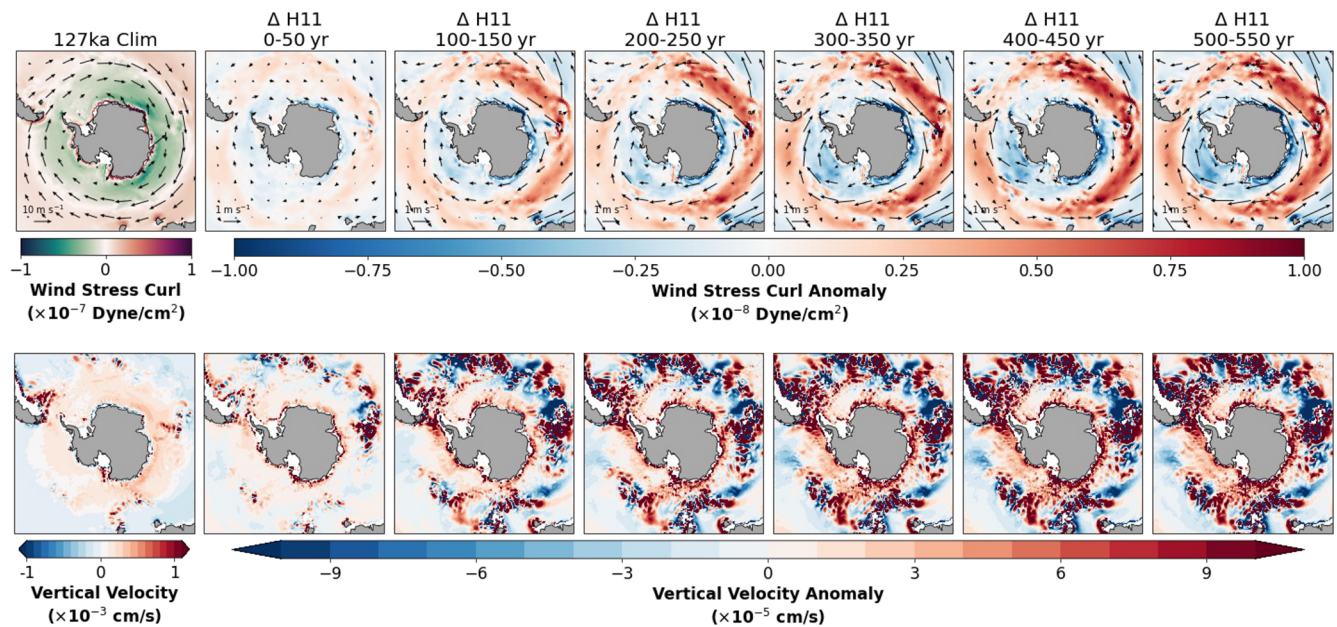 127ka Clim
Δ H11
0-50 yr
Δ H11
100-150 yr
Δ H11
200-250 yr
Δ H11
300-350 yr
Δ H11
400-450 yr
Δ H11
500-550 yr
10 m s⁻¹
1 m s⁻¹
1 m s⁻¹
1 m s⁻¹
1 m s⁻¹
1 m s⁻¹
1 m s⁻¹
−1 0 1
Wind Stress Curl
(×10⁻⁷ Dyne/cm²)
−1.00 −0.75 −0.50 −0.25 0.00 0.25 0.50 0.75 1.00
Wind Stress Curl Anomaly
(×10⁻⁸ Dyne/cm²)
-1 0 1
Vertical Velocity
(×10⁻³ cm/s)
−9 −6 −3 0 3 6 9
Vertical Velocity Anomaly
(×10⁻⁵ cm/s)